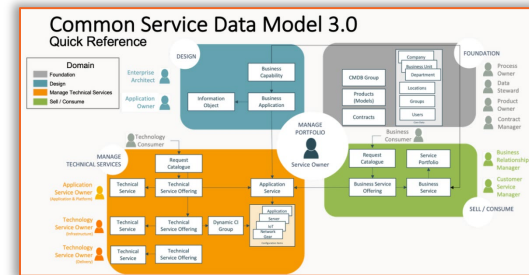 Common Service Data Model 3.0
Quick Reference
Domain
Foundation
Design
Manage Technical Services
Sell / Consume
DESIGN
Enterprise
Architect
Application
Owner
Business
Capability
Information
Object
Business
Application
FOUNDATION
Company
Business Unit
Department
Locations
Groups
Users
CMDB Group
Products
(Models)
Contracts
Process
Owner
Data
Steward
Product
Owner
Contract
Manager
MANAGE
PORTFOLIO
Service Owner
Technology
Consumer
MANAGE
TECHNICAL SERVICES
Request
Catalogue
Application
Service Owner
(Application & Platform)
Technical
Service
Technical
Service Offering
Application
Service
Technology
Service Owner
(Infrastructure)
Technical
Service
Technical
Service Offering
Dynamic CI
Group
Application
Server
IoT
Network
Gear
Technology
Service Owner
Technical
Service
Technical
Service Offering
Business
Consumer
Request
Catalogue
Service
Portfolio
Business Service
Offering
Business
Service
SELL / CONSUME
Business
Relationship
Manager
Customer
Service
Manager